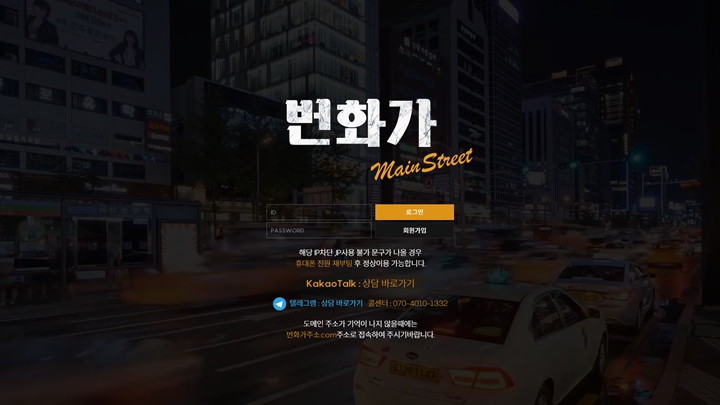 번화가
Main Street
ID
로그인
PASSWORD
회원가입
해당 IP차단 ,IP사용 불가 문구가 나올 경우
휴대폰 전원 재부팅 후 정상이용 가능합니다.
KakaoTalk : 상담 바로가기
텔레그램 : 상담 바로가기 콜센터 : 070-4010-1332
도메인 주소가 기억이 나지 않을때에는
번화가주소.com주소로 접속하여 주시기바랍니다.